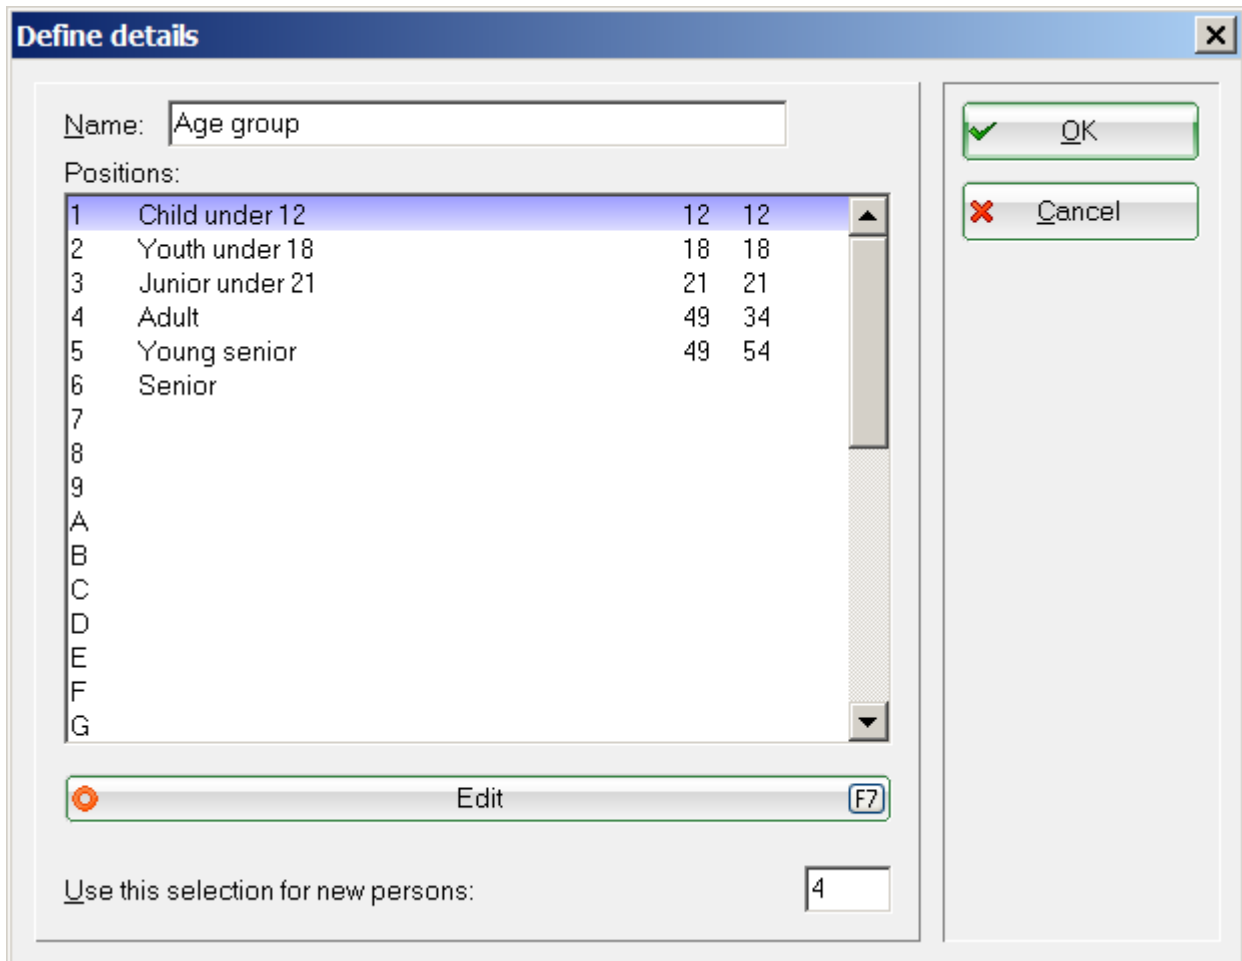 Define details
Name: Age group
Positions:
1 Child under 12 12 12
2 Youth under 18 18 18
3 Junior under 21 21 21
4 Adult 49 34
5 Young senior 49 54
6 Senior
7
8
9
A
B
C
D
E
F
G
Edit F7
Use this selection for new persons: 4
OK
Cancel